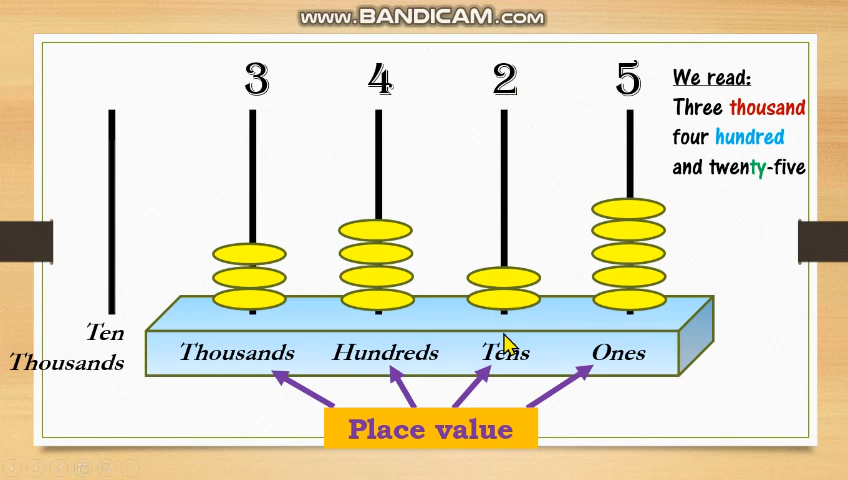 www.BANDICAM.com
3 4 2 5
We read:
Three thousand
four hundred
and twenty-five
Ten
Thousands
Thousands Hundreds Tens Ones
Place value